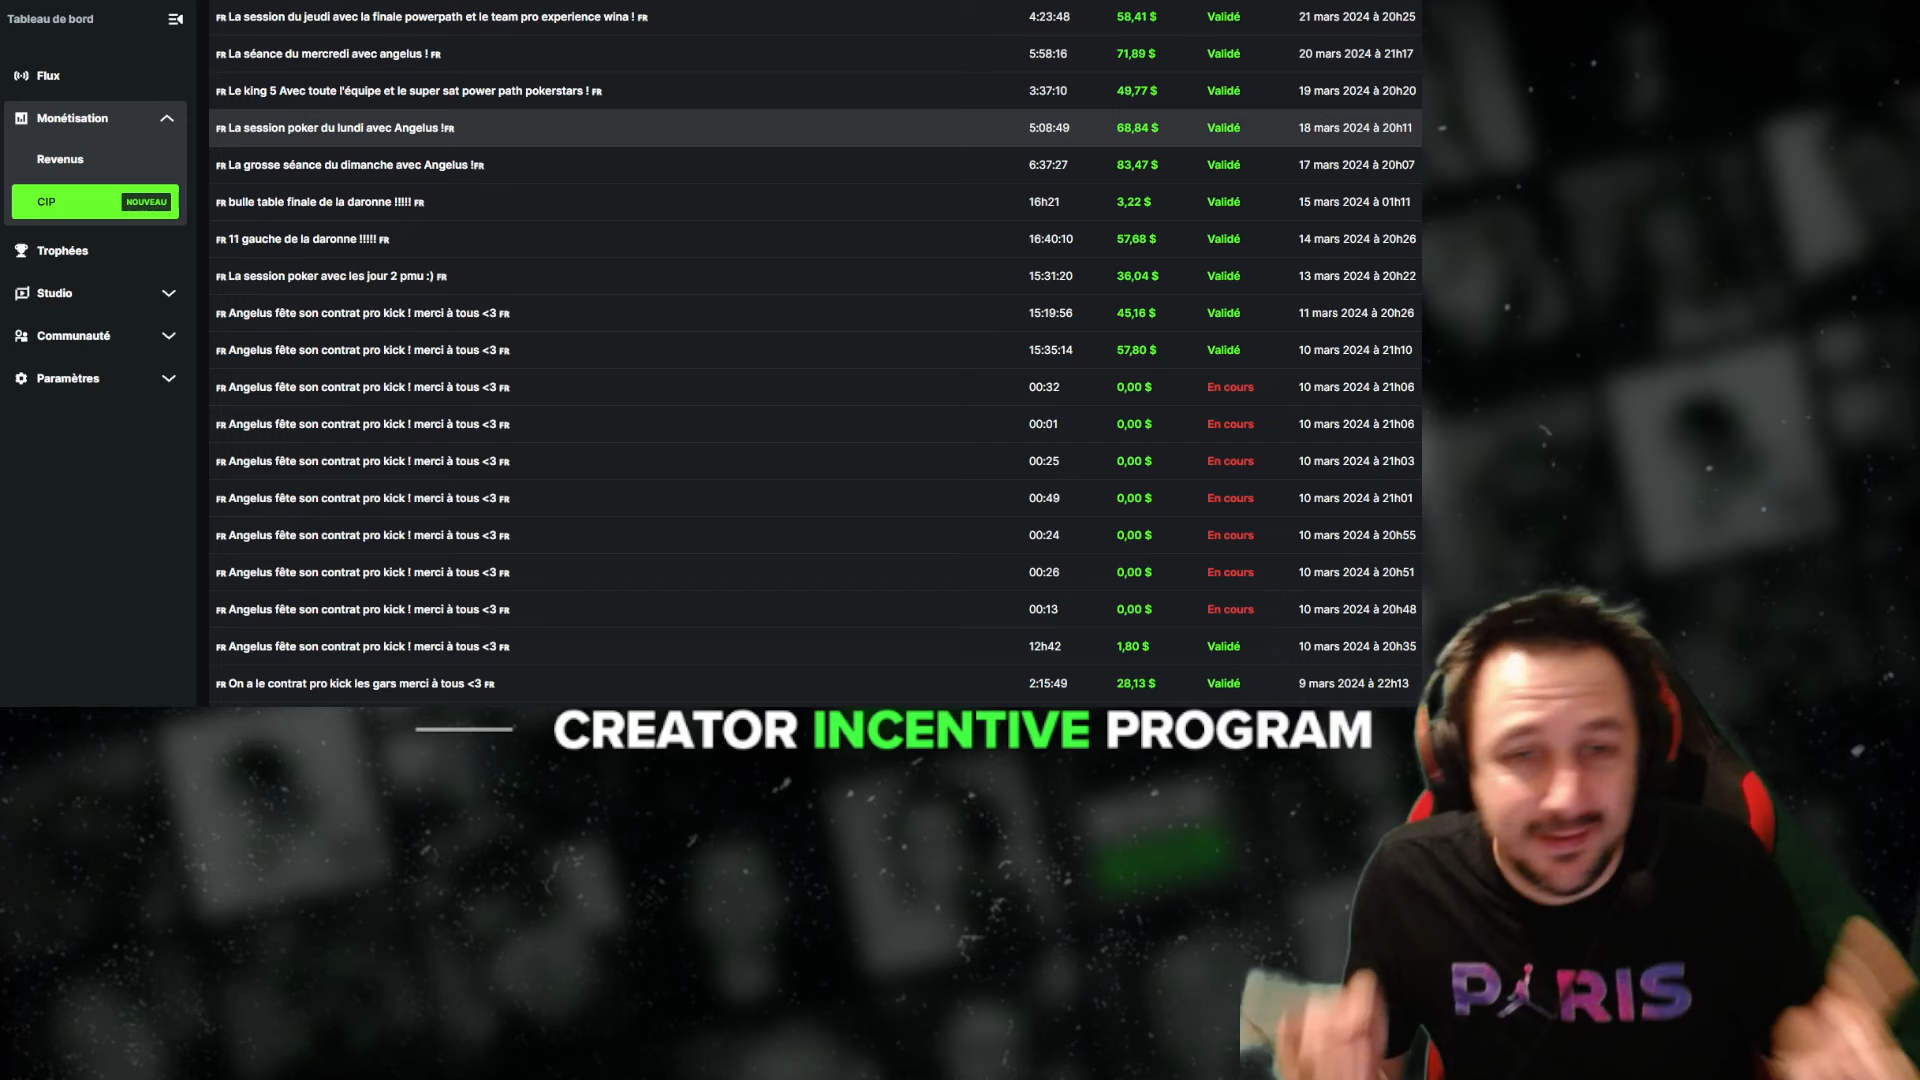 Tableau de bord
Flux
Monétisation
Revenus
CIP NOUVEAU
Trophées
Studio
Communauté
Paramètres
FR La session du jeudi avec la finale powerpath et le team pro experience wina ! FR 4:23:48 58,41 $ Validé 21 mars 2024 à 20h25
FR La séance du mercredi avec angelus ! FR 5:58:16 71,89 $ Validé 20 mars 2024 à 21h17
FR Le king 5 Avec toute l'équipe et le super sat power path pokerstars ! FR 3:37:10 49,77 $ Validé 19 mars 2024 à 20h20
FR La session poker du lundi avec Angelus !FR 5:08:49 68,84 $ Validé 18 mars 2024 à 20h11
FR La grosse séance du dimanche avec Angelus !FR 6:37:27 83,47 $ Validé 17 mars 2024 à 20h07
FR bulle table finale de la daronne !!!!! FR 16h21 3,22 $ Validé 15 mars 2024 à 01h11
FR 11 gauche de la daronne !!!!! FR 16:40:10 57,68 $ Validé 14 mars 2024 à 20h26
FR La session poker avec les jour 2 pmu :) FR 15:31:20 36,04 $ Validé 13 mars 2024 à 20h22
FR Angelus fête son contrat pro kick ! merci à tous <3 FR 15:19:56 45,16 $ Validé 11 mars 2024 à 20h26
FR Angelus fête son contrat pro kick ! merci à tous <3 FR 15:35:14 57,80 $ Validé 10 mars 2024 à 21h10
FR Angelus fête son contrat pro kick ! merci à tous <3 FR 00:32 0,00 $ En cours 10 mars 2024 à 21h06
FR Angelus fête son contrat pro kick ! merci à tous <3 FR 00:01 0,00 $ En cours 10 mars 2024 à 21h06
FR Angelus fête son contrat pro kick ! merci à tous <3 FR 00:25 0,00 $ En cours 10 mars 2024 à 21h03
FR Angelus fête son contrat pro kick ! merci à tous <3 FR 00:49 0,00 $ En cours 10 mars 2024 à 21h01
FR Angelus fête son contrat pro kick ! merci à tous <3 FR 00:24 0,00 $ En cours 10 mars 2024 à 20h55
FR Angelus fête son contrat pro kick ! merci à tous <3 FR 00:26 0,00 $ En cours 10 mars 2024 à 20h51
FR Angelus fête son contrat pro kick ! merci à tous <3 FR 00:13 0,00 $ En cours 10 mars 2024 à 20h48
FR Angelus fête son contrat pro kick ! merci à tous <3 FR 12h42 1,80 $ Validé 10 mars 2024 à 20h35
FR On a le contrat pro kick les gars merci à tous <3 FR 2:15:49 28,13 $ Validé 9 mars 2024 à 22h13
CREATOR INCENTIVE PROGRAM
PARIS